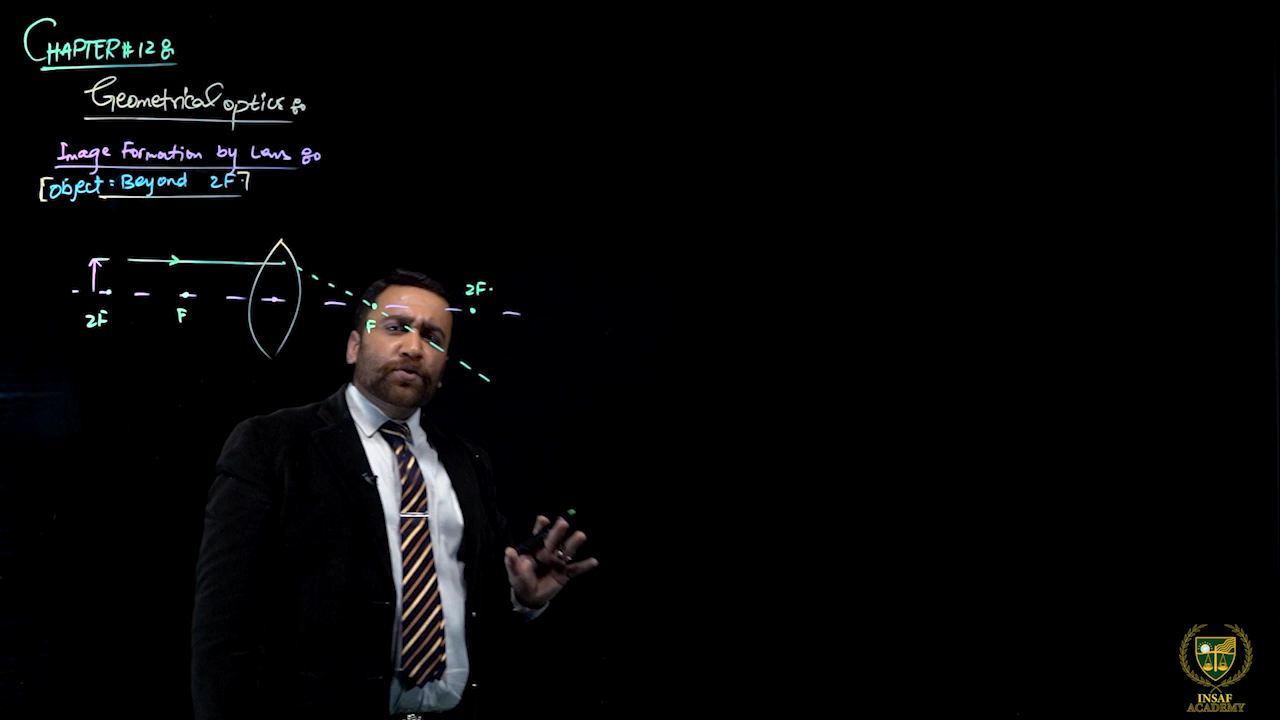 CHAPTER # 12 :
Geometrical optics :
Image Formation by Lens :
[Object : Beyond 2F.]
2F.
2F
F
F
INSAF
ACADEMY